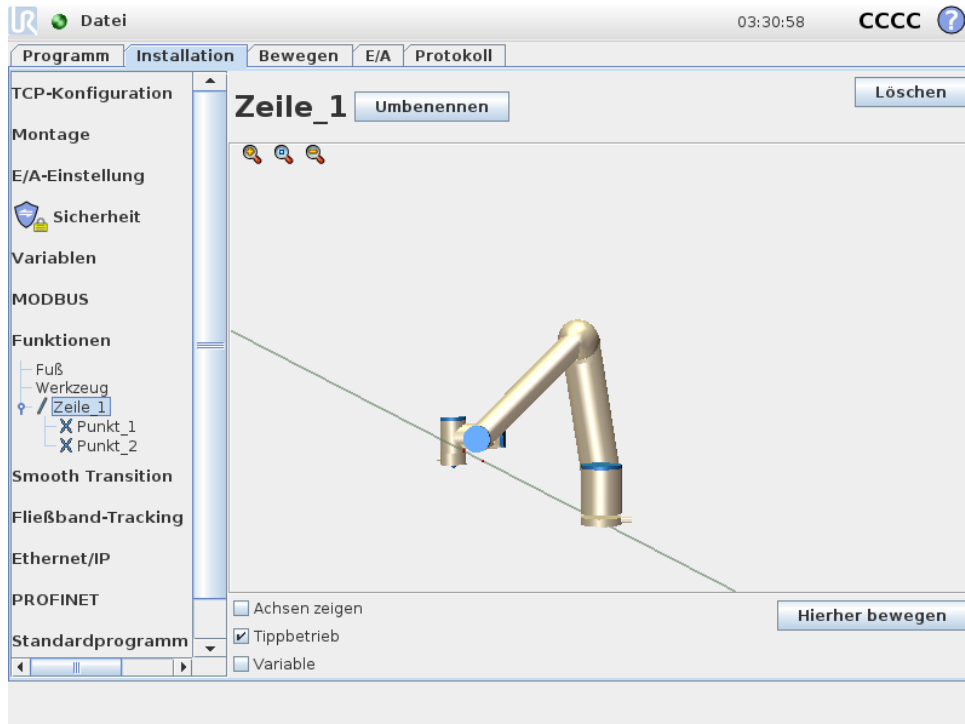 UR Datei 03:30:58 CCCC ?
Programm Installation Bewegen E/A Protokoll
TCP-Konfiguration
Montage
E/A-Einstellung
Sicherheit
Variablen
MODBUS
Funktionen
Fuß
Werkzeug
Zeile_1
Punkt_1
Punkt_2
Smooth Transition
Fließband-Tracking
Ethernet/IP
PROFINET
Standardprogramm
Zeile_1 Umbenennen Löschen
Achsen zeigen
Tippbetrieb
Variable
Hierher bewegen